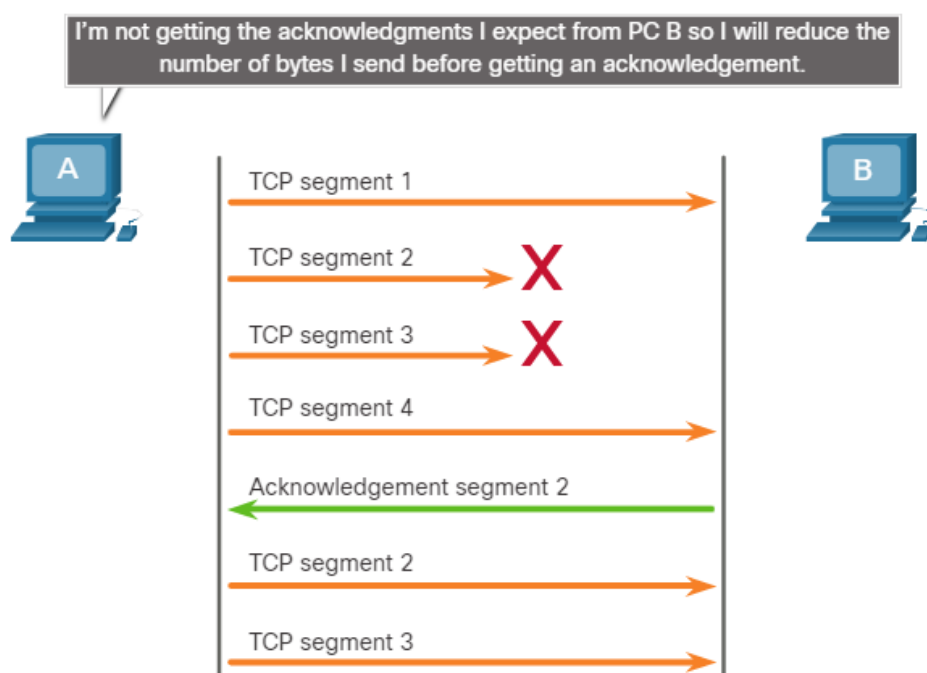 I'm not getting the acknowledgments I expect from PC B so I will reduce the
number of bytes I send before getting an acknowledgement.
A
B
TCP segment 1
TCP segment 2
X
TCP segment 3
X
TCP segment 4
Acknowledgement segment 2
TCP segment 2
TCP segment 3